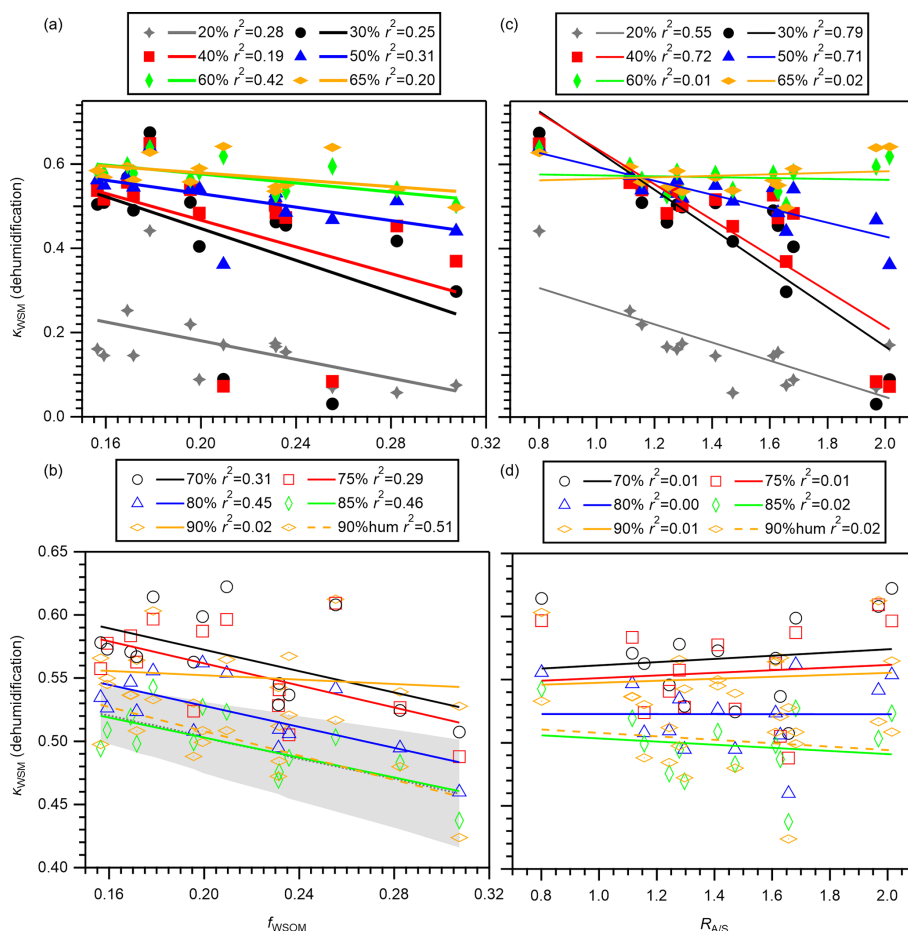 (a)
20% r²=0.28 30% r²=0.25
40% r²=0.19 50% r²=0.31
60% r²=0.42 65% r²=0.20
(c)
20% r²=0.55 30% r²=0.79
40% r²=0.72 50% r²=0.71
60% r²=0.01 65% r²=0.02
κWSM (dehumidification)
0.6
0.4
0.2
0.0
0.16 0.20 0.24 0.28 0.32
0.8 1.0 1.2 1.4 1.6 1.8 2.0
(b)
70% r²=0.31 75% r²=0.29
80% r²=0.45 85% r²=0.46
90% r²=0.02 90%hum r²=0.51
(d)
70% r²=0.01 75% r²=0.01
80% r²=0.00 85% r²=0.02
90% r²=0.01 90%hum r²=0.02
κWSM (dehumidification)
0.65
0.60
0.55
0.50
0.45
0.40
0.16 0.20 0.24 0.28 0.32
fWSOM
0.8 1.0 1.2 1.4 1.6 1.8 2.0
RA/S